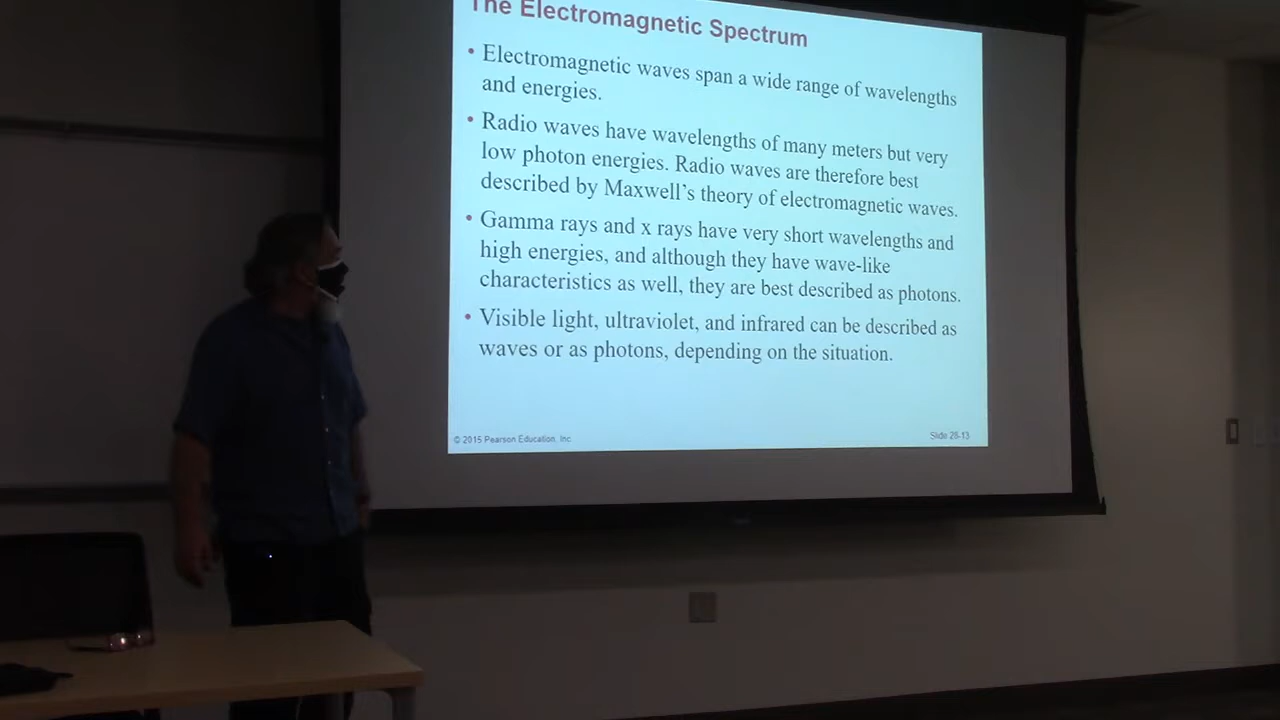 The Electromagnetic Spectrum
• Electromagnetic waves span a wide range of wavelengths
and energies.
• Radio waves have wavelengths of many meters but very
low photon energies. Radio waves are therefore best
described by Maxwell's theory of electromagnetic waves.
• Gamma rays and x rays have very short wavelengths and
high energies, and although they have wave-like
characteristics as well, they are best described as photons.
• Visible light, ultraviolet, and infrared can be described as
waves or as photons, depending on the situation.
© 2015 Pearson Education, Inc.
Slide 25-13